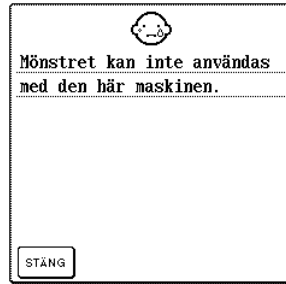 Mönstret kan inte användas
med den här maskinen.
STÄNG